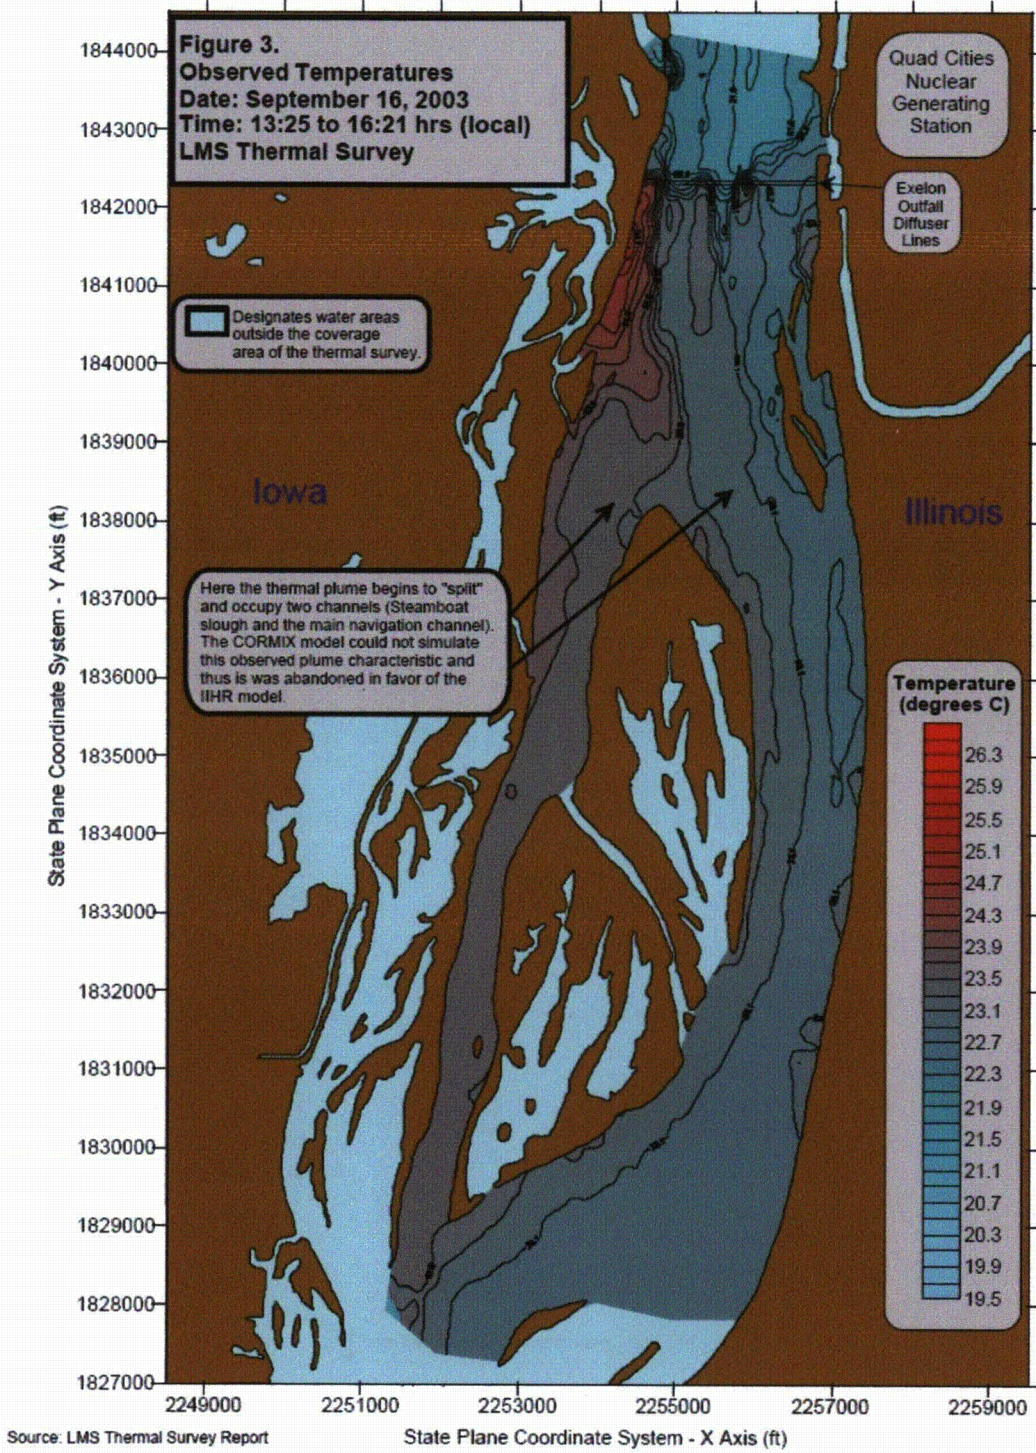 Figure 3.
Observed Temperatures
Date: September 16, 2003
Time: 13:25 to 16:21 hrs (local)
LMS Thermal Survey
Quad Cities
Nuclear
Generating
Station
Exelon
Outfall
Diffuser
Lines
Designates water areas
outside the coverage
area of the thermal survey.
Iowa
Illinois
Here the thermal plume begins to "split"
and occupy two channels (Steamboat
slough and the main navigation channel).
The CORMIX model could not simulate
this observed plume characteristic and
thus is was abandoned in favor of the
IIHR model.
Temperature
(degrees C)
26.3
25.9
25.5
25.1
24.7
24.3
23.9
23.5
23.1
22.7
22.3
21.9
21.5
21.1
20.7
20.3
19.9
19.5
State Plane Coordinate System - Y Axis (ft)
1844000
1843000
1842000
1841000
1840000
1839000
1838000
1837000
1836000
1835000
1834000
1833000
1832000
1831000
1830000
1829000
1828000
1827000
2249000
2251000
2253000
2255000
2257000
2259000
Source: LMS Thermal Survey Report
State Plane Coordinate System - X Axis (ft)